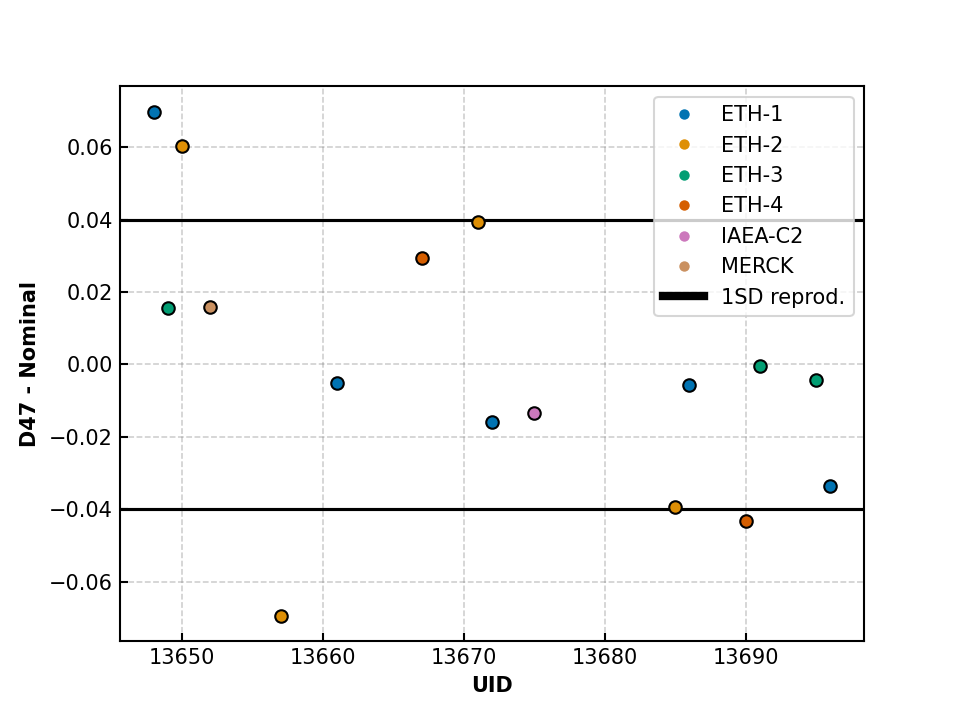 ETH-1
ETH-2
ETH-3
ETH-4
IAEA-C2
MERCK
1SD reprod.
0.06
0.04
0.02
0.00
−0.02
−0.04
−0.06
D47 - Nominal
13650
13660
13670
13680
13690
UID